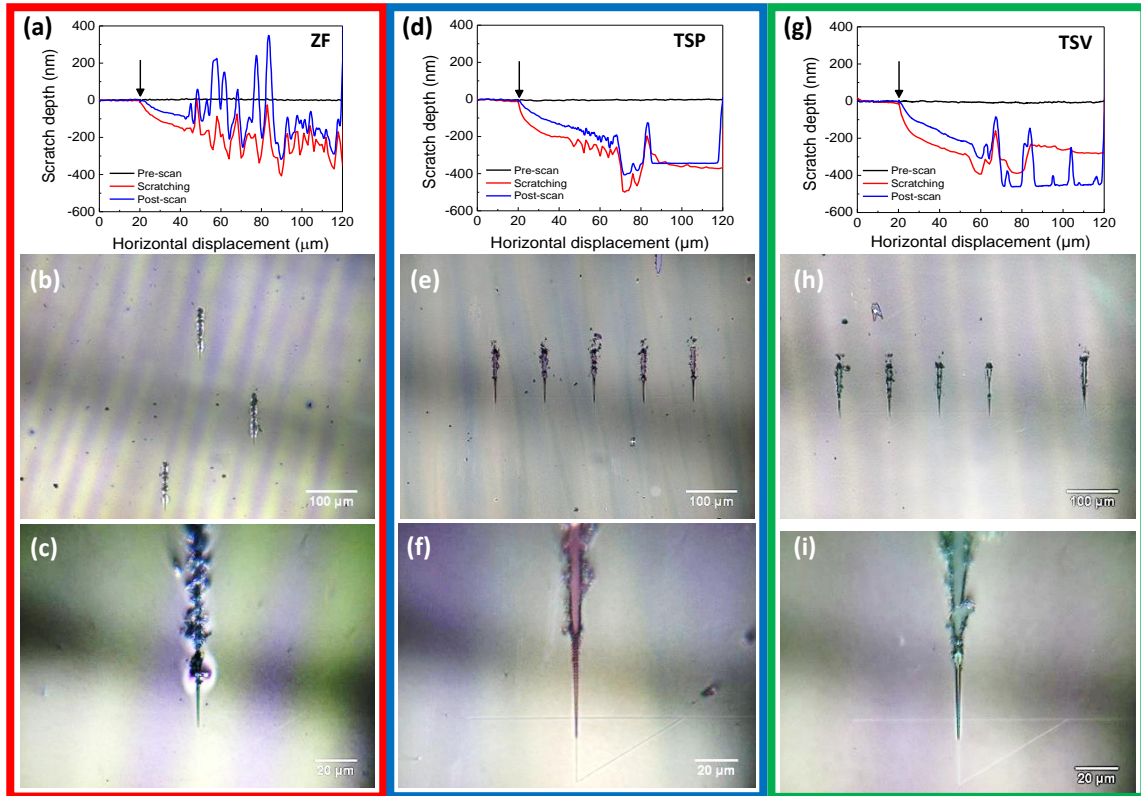 (a)
ZF
400
200
0
-200
-400
-600
Scratch depth (nm)
Pre-scan
Scratching
Post-scan
0 20 40 60 80 100 120
Horizontal displacement (μm)
(b)
100 μm
(c)
20 μm
(d)
TSP
400
200
0
-200
-400
-600
Scratch depth (nm)
Pre-scan
Scratching
Post-scan
0 20 40 60 80 100 120
Horizontal displacement (μm)
(e)
100 μm
(f)
20 μm
(g)
TSV
400
200
0
-200
-400
-600
Scratch depth (nm)
Pre-scan
Scratching
Post-scan
0 20 40 60 80 100 120
Horizontal displacement (μm)
(h)
100 μm
(i)
20 μm